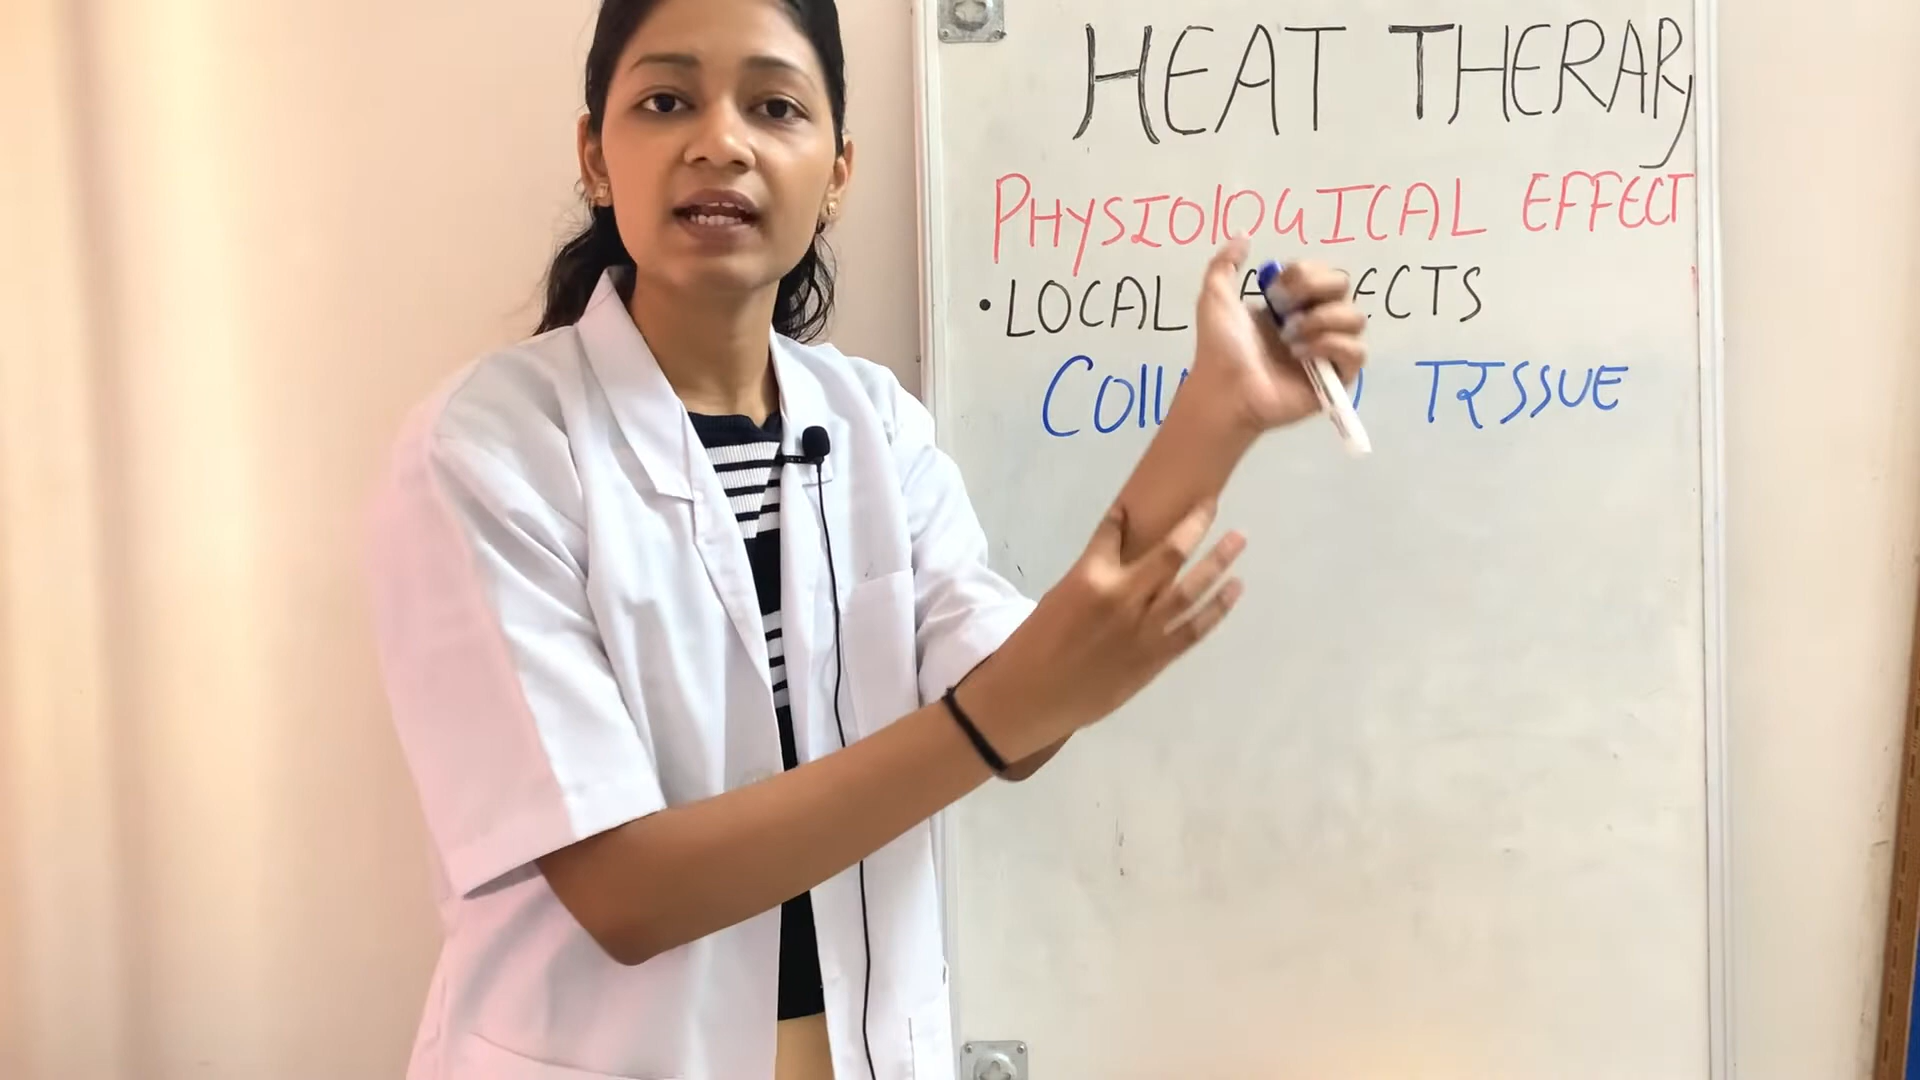 HEAT THERAPY
PHYSIOLOGICAL EFFECT
• LOCAL
TISSUE